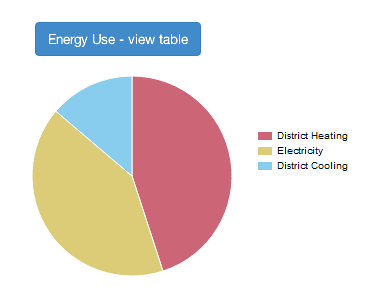 Energy Use - view table
District Heating
Electricity
District Cooling